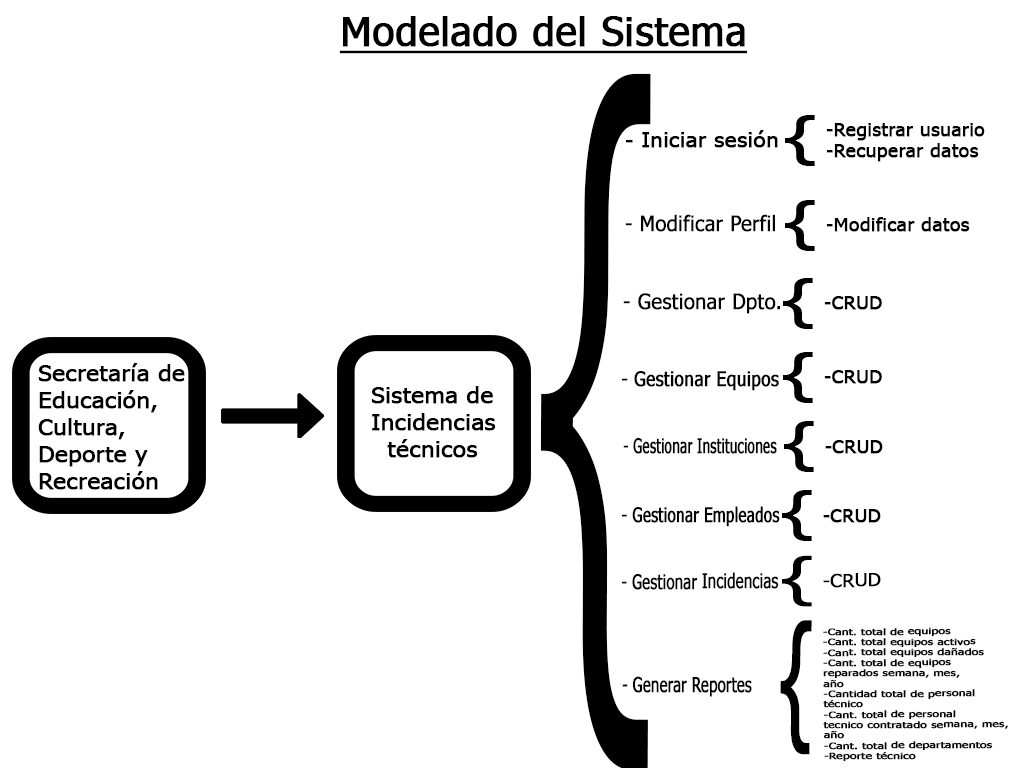 Modelado del Sistema
Secretaría de
Educación,
Cultura,
Deporte y
Recreación
Sistema de
Incidencias
técnicos
- Iniciar sesión
-Registrar usuario
-Recuperar datos
- Modificar Perfil
-Modificar datos
- Gestionar Dpto.
-CRUD
- Gestionar Equipos
-CRUD
- Gestionar Instituciones
-CRUD
- Gestionar Empleados
-CRUD
- Gestionar Incidencias
-CRUD
- Generar Reportes
-Cant. total de equipos
-Cant. total equipos activos
-Cant. total equipos dañados
-Cant. total de equipos
reparados semana, mes,
año
-Cantidad total de personal
técnico
-Cant. total de personal
tecnico contratado semana, mes,
año
-Cant. total de departamentos
-Reporte técnico